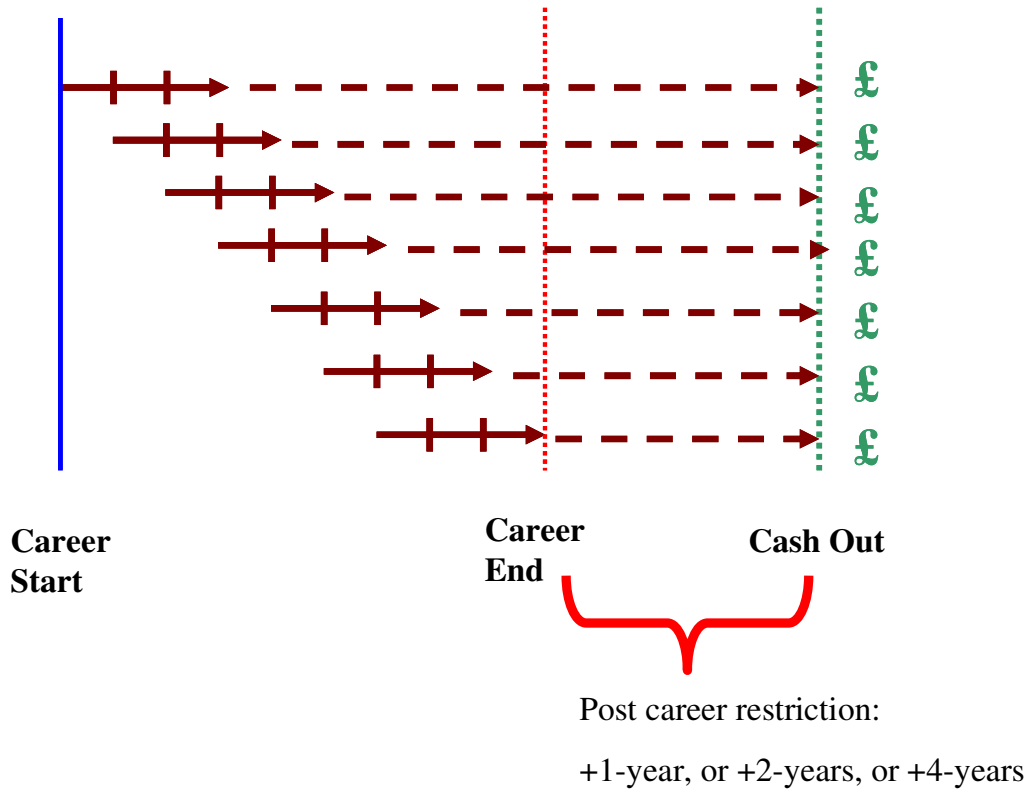 £
£
£
£
£
£
£
Career
Start
Career
End
Cash Out
Post career restriction:
+1-year, or +2-years, or +4-years